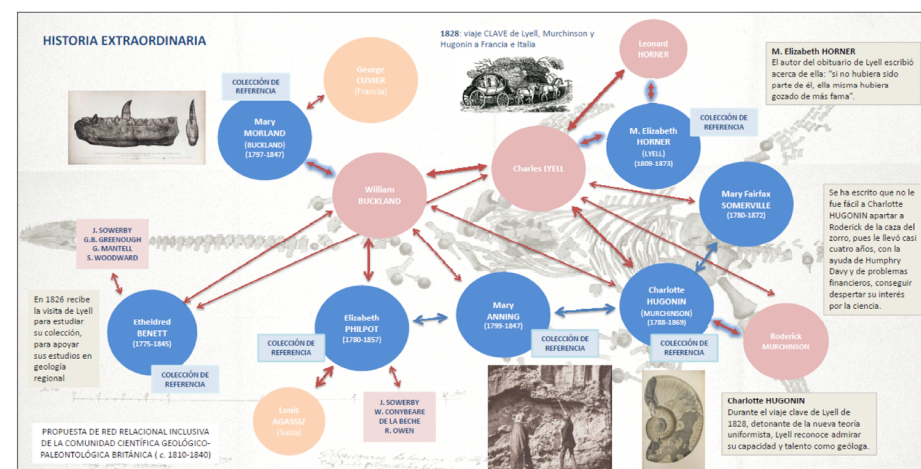 HISTORIA EXTRAORDINARIA
1828: viaje CLAVE de Lyell, Murchinson y
Hugonin a Francia e Italia
George
CUVIER
(Francia)
Leonard
HORNER
M. Elizabeth HORNER
El autor del obituario de Lyell escribió
acerca de ella: "si no hubiera sido
parte de él, ella misma hubiera
gozado de más fama".
COLECCIÓN DE
REFERENCIA
Mary
MORLAND
(BUCKLAND)
(1797-1847)
COLECCIÓN DE
REFERENCIA
M. Elizabeth
HORNER
(LYELL)
(1809-1873)
Charles LYELL
William
BUCKLAND
Mary Fairfax
SOMERVILLE
(1780-1872)
Se ha escrito que no le
fue fácil a Charlotte
HUGONIN apartar a
Roderick de la caza del
zorro, pues le llevó casi
cuatro años, con la
ayuda de Humphry
Davy y de problemas
financieros, conseguir
despertar su interés
por la ciencia.
J. SOWERBY
G.B. GREENOUGH
G. MANTELL
S. WOODWARD
En 1826 recibe
la visita de Lyell
para estudiar
su colección,
para apoyar
sus estudios en
geología
regional
Etheldred
BENETT
(1775-1845)
COLECCIÓN DE
REFERENCIA
Elizabeth
PHILPOT
(1780-1857)
COLECCIÓN DE
REFERENCIA
Mary
ANNING
(1799-1847)
COLECCIÓN DE
REFERENCIA
Charlotte
HUGONIN
(MURCHINSON)
(1788-1869)
COLECCIÓN DE
REFERENCIA
Roderick
MURCHINSON
Louis
AGASSIZ
(Suiza)
J. SOWERBY
W. CONYBEARE
DE LA BECHE
R. OWEN
Charlotte HUGONIN
Durante el viaje clave de Lyell de
1828, detonante de la nueva teoría
uniformista, Lyell reconoce admirar
su capacidad y talento como geóloga.
PROPUESTA DE RED RELACIONAL INCLUSIVA
DE LA COMUNIDAD CIENTÍFICA GEOLÓGICO-
PALEONTOLÓGICA BRITÁNICA ( c. 1810-1840)